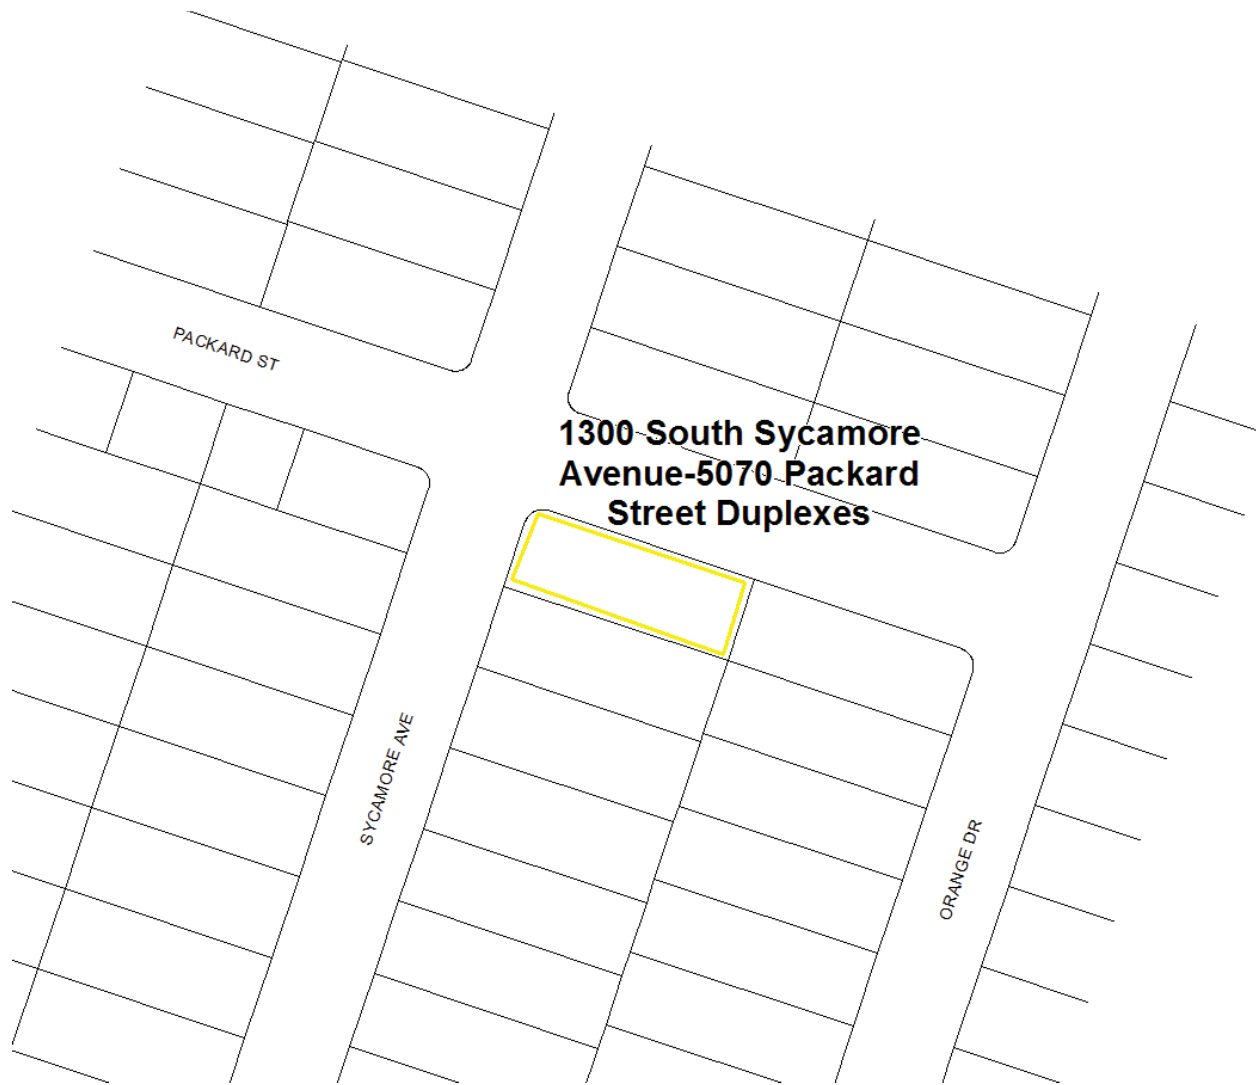 PACKARD ST
1300 South Sycamore
Avenue-5070 Packard
Street Duplexes
SYCAMORE AVE
ORANGE DR